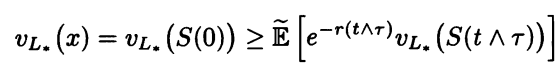 v_{L_*}(x) = v_{L_*}(S(0)) ≥ 𝔼̃[e^{-r(t∧τ)} v_{L_*}(S(t ∧ τ))]